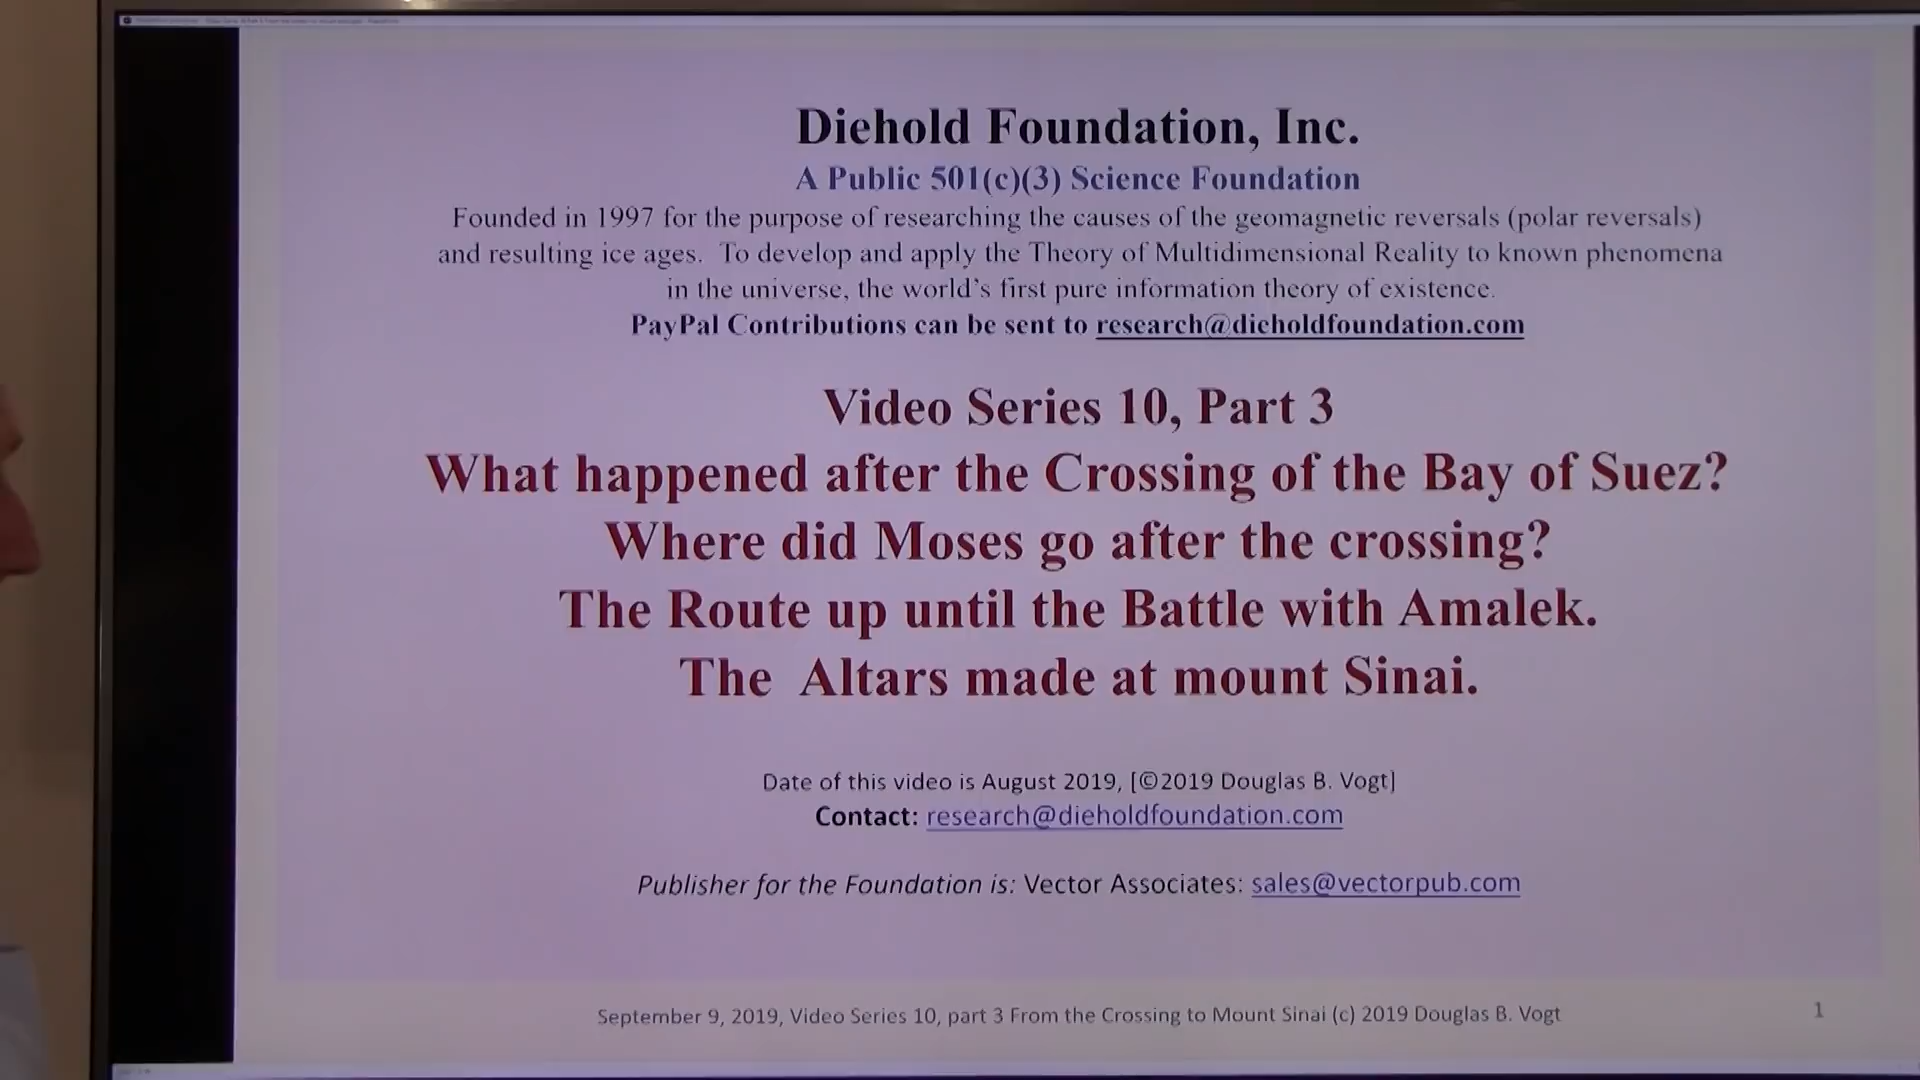 Diehold Foundation, Inc.
A Public 501(c)(3) Science Foundation
Founded in 1997 for the purpose of researching the causes of the geomagnetic reversals (polar reversals)
and resulting ice ages. To develop and apply the Theory of Multidimensional Reality to known phenomena
in the universe, the world's first pure information theory of existence.
PayPal Contributions can be sent to research@dieholdfoundation.com
Video Series 10, Part 3
What happened after the Crossing of the Bay of Suez?
Where did Moses go after the crossing?
The Route up until the Battle with Amalek.
The Altars made at mount Sinai.
Date of this video is August 2019, [©2019 Douglas B. Vogt]
Contact: research@dieholdfoundation.com
Publisher for the Foundation is: Vector Associates: sales@vectorpub.com
September 9, 2019, Video Series 10, part 3 From the Crossing to Mount Sinai (c) 2019 Douglas B. Vogt
1